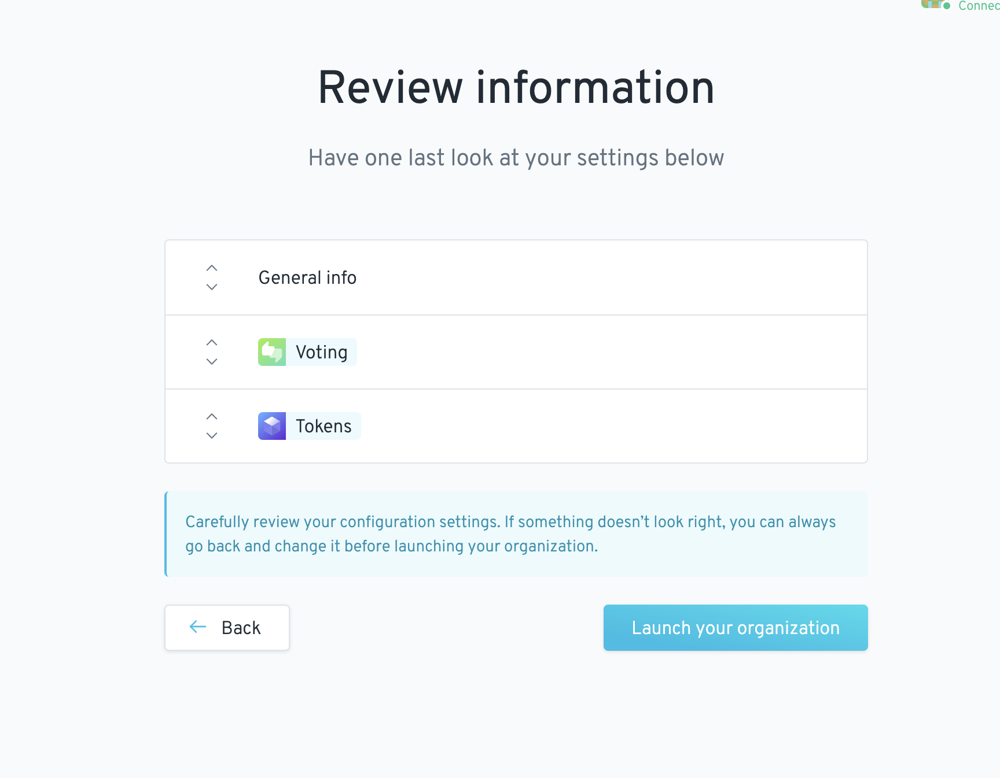 Review information
Have one last look at your settings below
General info
Voting
Tokens
Carefully review your configuration settings. If something doesn’t look right, you can always
go back and change it before launching your organization.
Back
Launch your organization